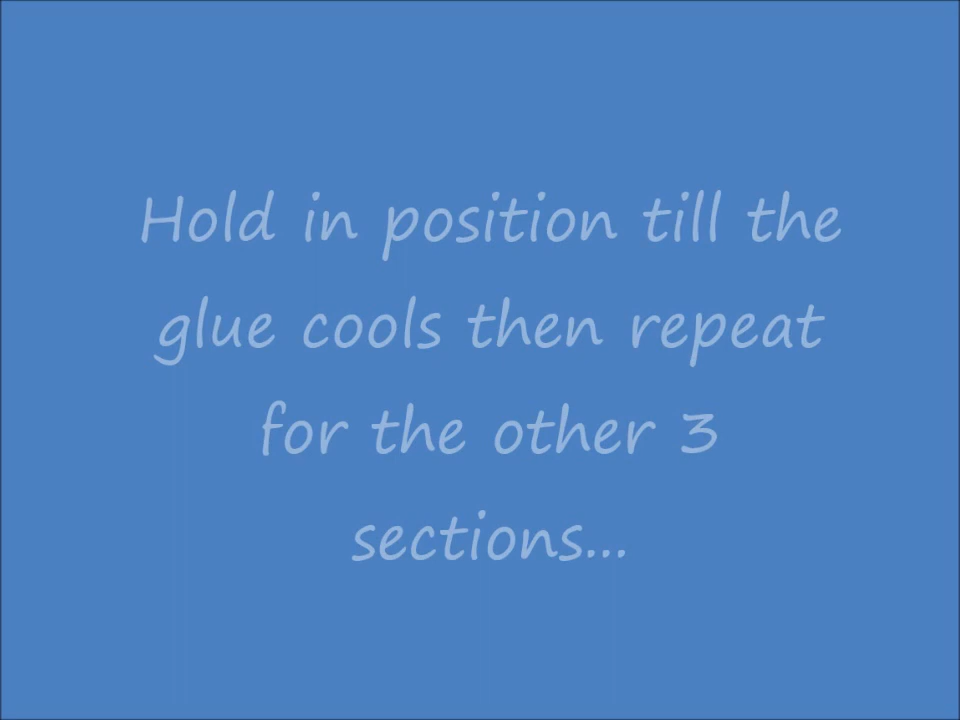 Hold in position till the
glue cools then repeat
for the other 3
sections...